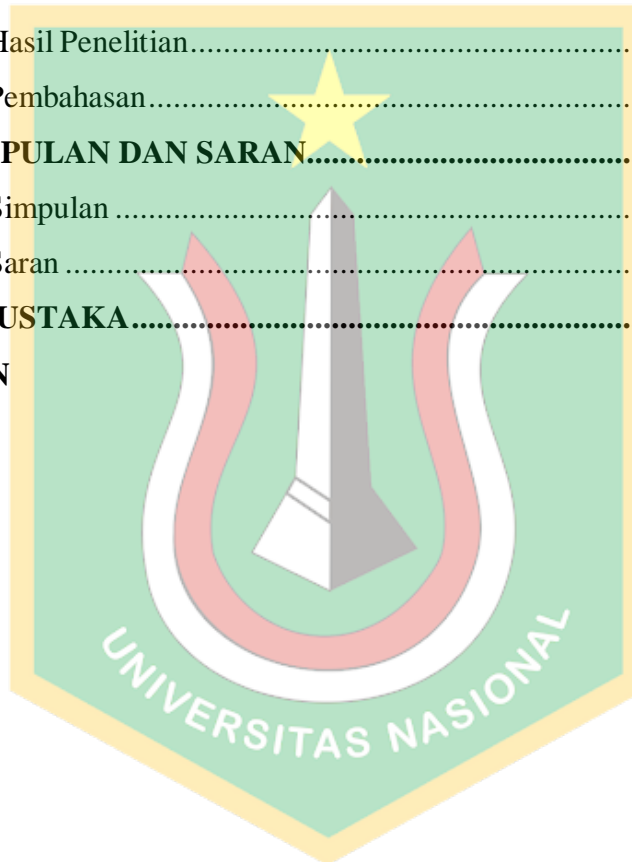 Hasil Penelitian
Pembahasan
PULAN DAN SARAN
Simpulan
Saran
USTAKA
N
UNIVERSITAS NASIONAL